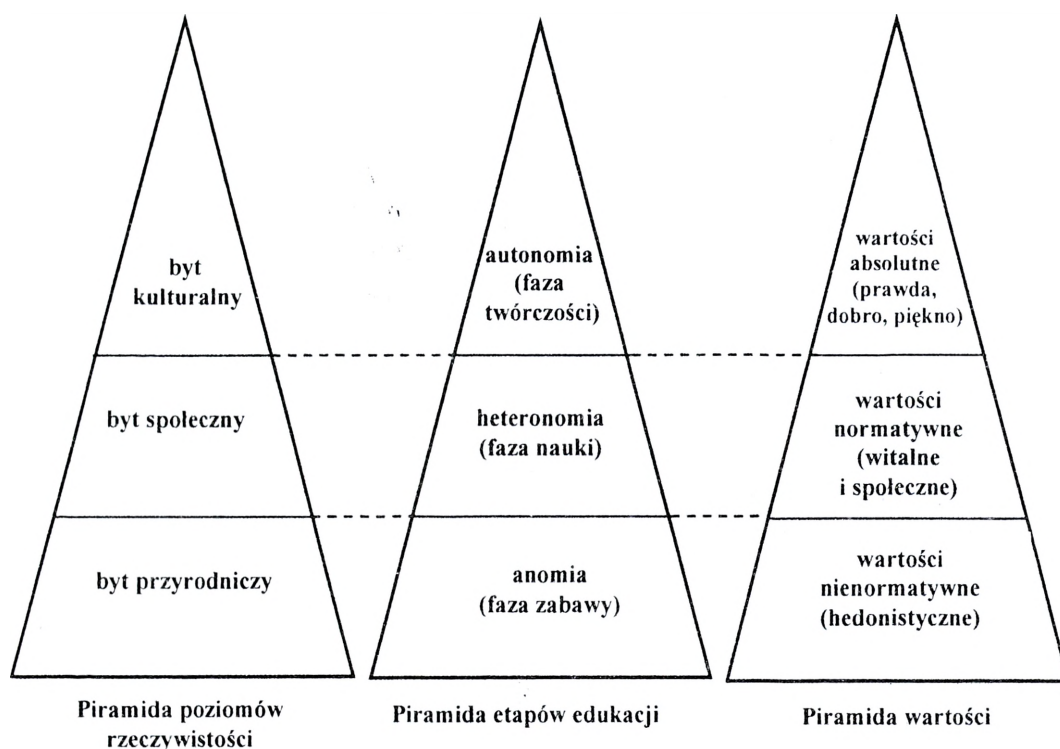 byt
kulturalny
byt społeczny
byt przyrodniczy
Piramida poziomów
rzeczywistości
autonomia
(faza
twórczości)
heteronomia
(faza nauki)
anomia
(faza zabawy)
Piramida etapów edukacji
wartości
absolutne
(prawda,
dobro, piękno)
wartości
normatywne
(witalne
i społeczne)
wartości
nienormatywne
(hedonistyczne)
Piramida wartości